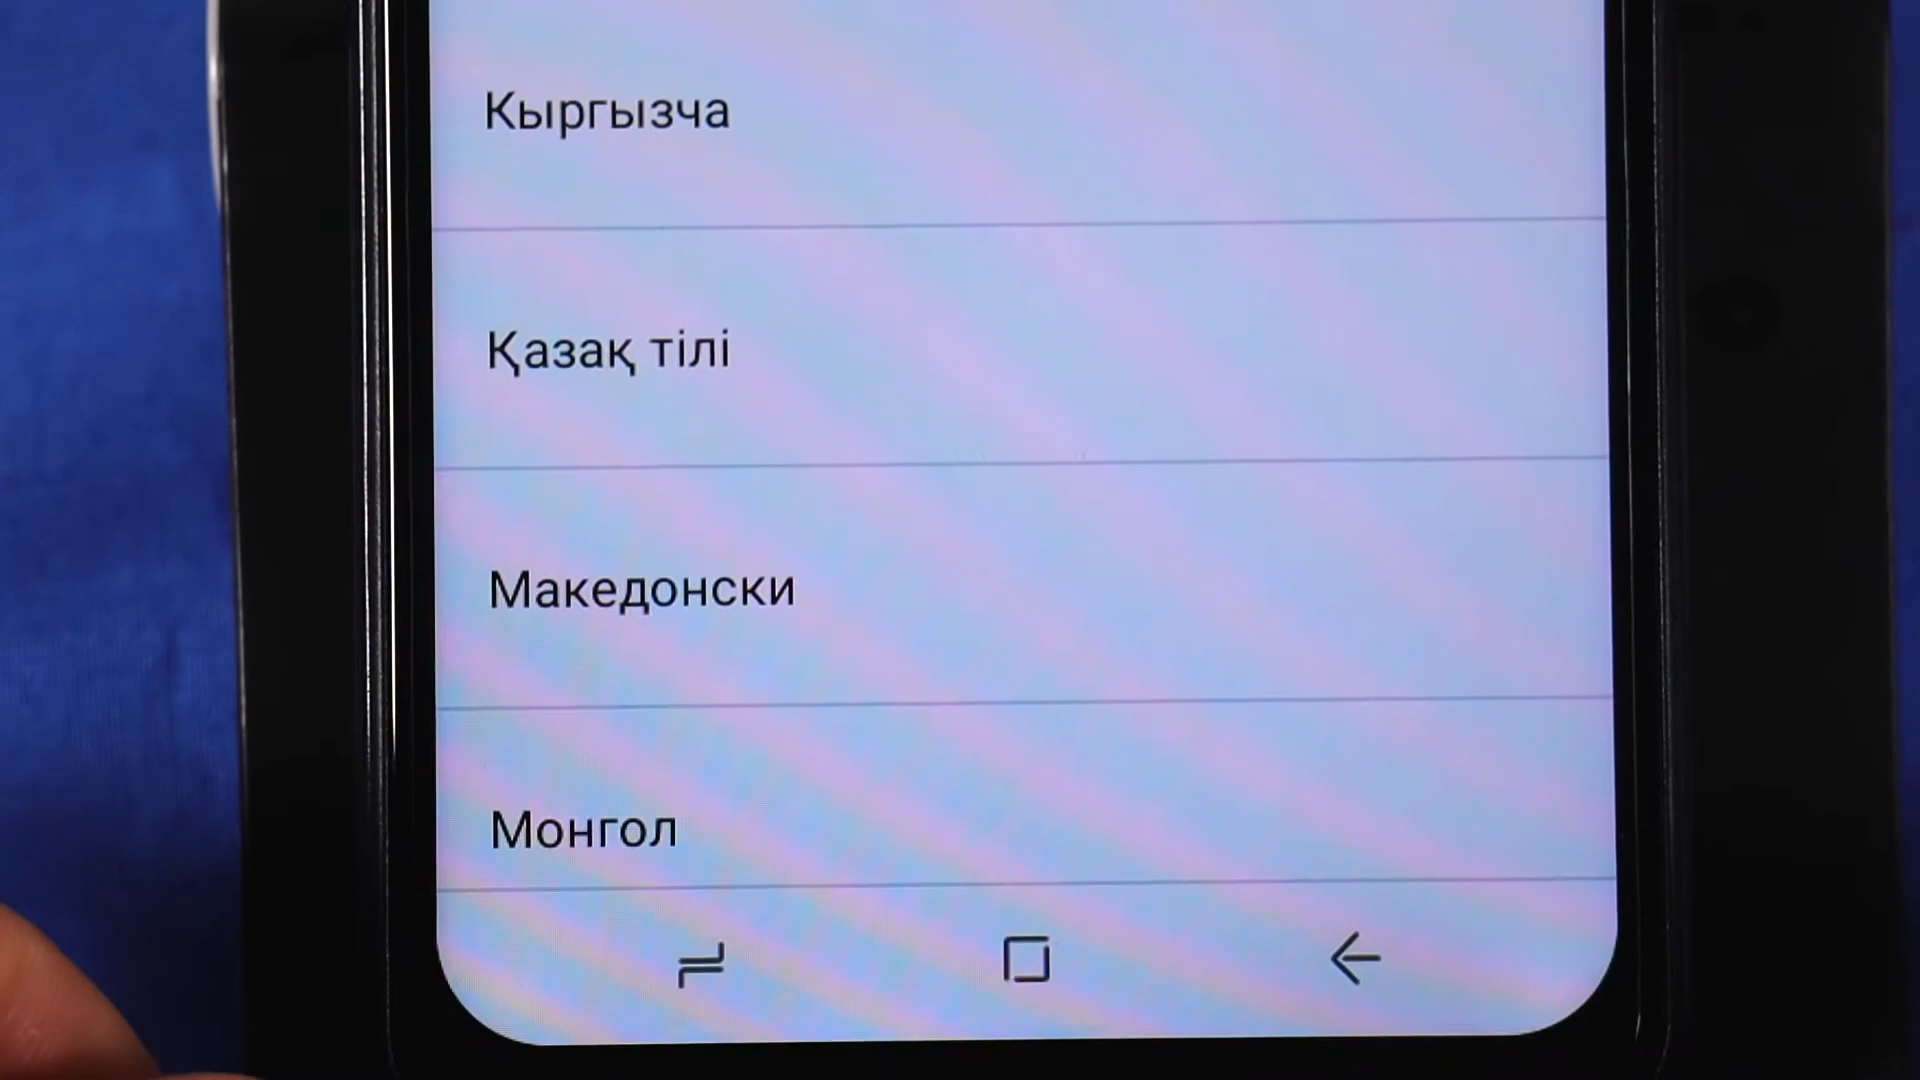 Кыргызча
Қазақ тілі
Македонски
Монгол